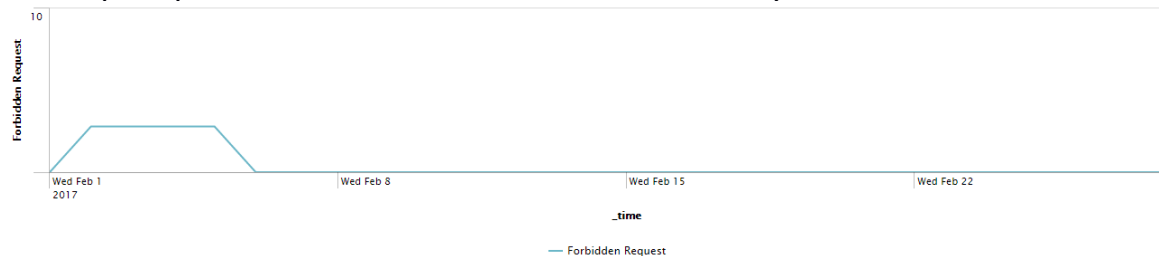 10
Forbidden Request
Wed Feb 1
2017
Wed Feb 8
Wed Feb 15
Wed Feb 22
_time
Forbidden Request